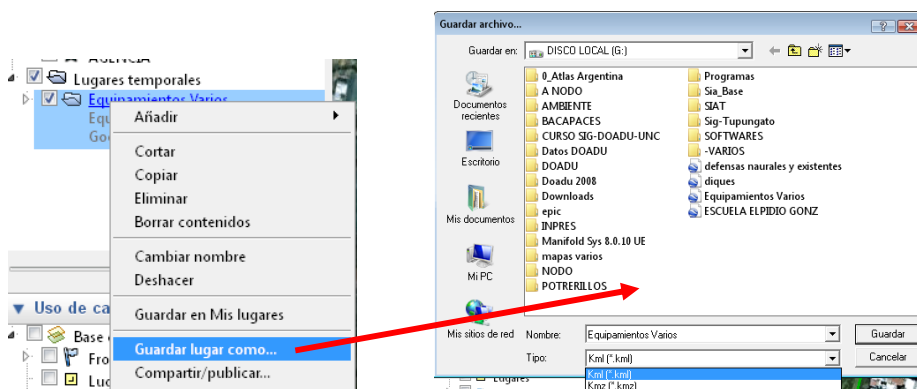 AGENCIA
Lugares temporales
Equipamientos Varios
Equ
Goo
Añadir
Cortar
Copiar
Eliminar
Borrar contenidos
Cambiar nombre
Deshacer
Guardar en Mis lugares
Guardar lugar como...
Compartir/publicar...
Uso de ca
Base
Fro
Lug
Guardar archivo...
Guardar en:
DISCO LOCAL (G:)
Documentos
recientes
Escritorio
Mis documentos
Mi PC
Mis sitios de red
0_Atlas Argentina
A NODO
AMBIENTE
BACAPACES
CURSO SIG-DOADU-UNC
Datos DOADU
DOADU
Doadu 2008
Downloads
epic
INPRES
Manifold Sys 8.0.10 UE
mapas varios
NODO
POTRERILLOS
Programas
Sia_Base
SIAT
Sig-Tupungato
SOFTWARES
-VARIOS
defensas naurales y existentes
diques
Equipamientos Varios
ESCUELA ELPIDIO GONZ
Nombre:
Equipamientos Varios
Guardar
Tipo:
Kml (*.kml)
Cancelar
Kml (*.kml)
Kmz (*.kmz)
Lugares